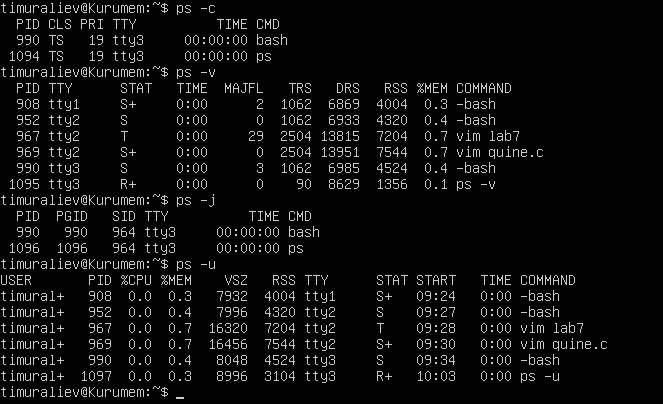 timuraliev@Kurumem:~$ ps -c
  PID CLS PRI TTY          TIME CMD
  990 TS   19 tty3     00:00:00 bash
 1094 TS   19 tty3     00:00:00 ps
timuraliev@Kurumem:~$ ps -v
  PID TTY      STAT   TIME  MAJFL   TRS   DRS   RSS %MEM COMMAND
  908 tty1     S+     0:00      2  1062  6869  4004  0.3 -bash
  952 tty2     S      0:00      0  1062  6933  4320  0.4 -bash
  967 tty2     T      0:00     29  2504 13815  7204  0.7 vim lab7
  969 tty2     S+     0:00      0  2504 13951  7544  0.7 vim quine.c
  990 tty3     S      0:00      3  1062  6985  4524  0.4 -bash
 1095 tty3     R+     0:00      0    90  8629  1356  0.1 ps -v
timuraliev@Kurumem:~$ ps -j
  PID  PGID   SID TTY          TIME CMD
  990   990   964 tty3     00:00:00 bash
 1096  1096   964 tty3     00:00:00 ps
timuraliev@Kurumem:~$ ps -u
USER       PID %CPU %MEM    VSZ   RSS TTY      STAT START   TIME COMMAND
timural+   908  0.0  0.3   7932  4004 tty1     S+   09:24   0:00 -bash
timural+   952  0.0  0.4   7996  4320 tty2     S    09:27   0:00 -bash
timural+   967  0.0  0.7  16320  7204 tty2     T    09:28   0:00 vim lab7
timural+   969  0.0  0.7  16456  7544 tty2     S+   09:30   0:00 vim quine.c
timural+   990  0.0  0.4   8048  4524 tty3     S    09:34   0:00 -bash
timural+  1097  0.0  0.3   8996  3104 tty3     R+   10:03   0:00 ps -u
timuraliev@Kurumem:~$ _